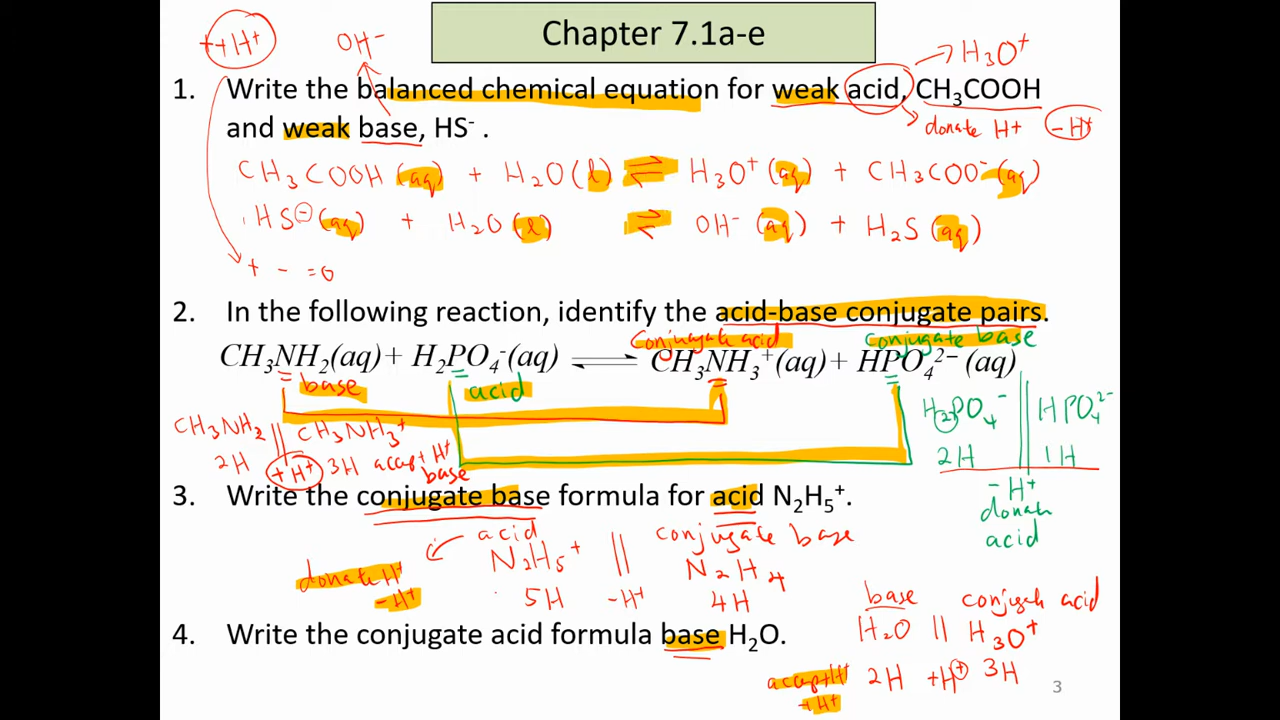 Chapter 7.1a-e
++H⁺
OH⁻
→ H₃O⁺
1. Write the balanced chemical equation for weak acid, CH₃COOH
and weak base, HS⁻ .
donate H+ -H⁺
CH₃COOH (aq) + H₂O(l) ⇌ H₃O⁺ (aq) + CH₃COO⁻ (aq)
HS⁻ (aq) + H₂O (l) ⇌ OH⁻ (aq) + H₂S (aq)
+ - =0
2. In the following reaction, identify the acid-base conjugate pairs.
conjuagate acid conjugate base
CH₃NH₂(aq)+ H₂PO₄⁻(aq) ⇌ CH₃NH₃⁺(aq)+ HPO₄²⁻ (aq)
base acid
CH₃NH₂ || CH₃NH₃⁺
2H +H⁺ 3H accept H⁺
base
H₂PO₄⁻ || HPO₄²⁻
2H 1H
-H⁺
donate
acid
3. Write the conjugate base formula for acid N₂H₅⁺.
acid conjugate base
donate H⁺ N₂H₅⁺ || N₂H₄
-H⁺ 5H -H⁺ 4H
4. Write the conjugate acid formula base H₂O.
base conjugate acid
H₂O || H₃O⁺
accept H⁺ 2H +H⁺ 3H
+H⁺
3